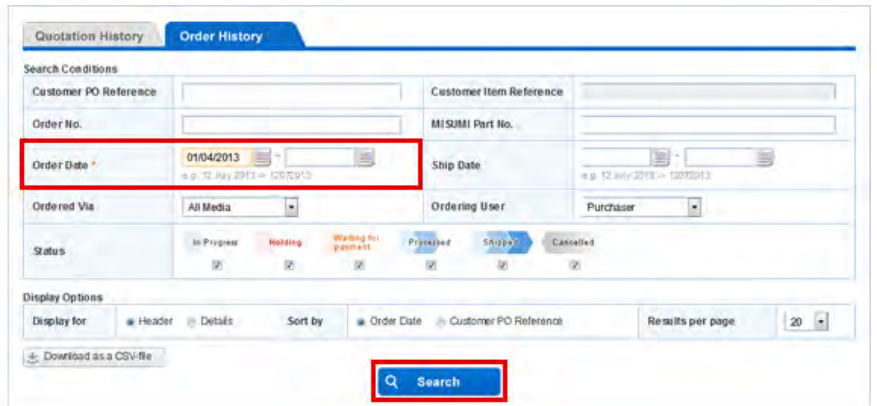 Quotation History Order History
Search Conditions
Customer PO Reference Customer Item Reference
Order No. MISUMI Part No.
Order Date * 01/04/2013 - Ship Date -
e.g. 12 July 2013 -> 12072013 e.g. 12 July 2013 -> 12072013
Ordered Via All Media Ordering User Purchaser
Status In Progress Holding Waiting for payment Processed Shipped Cancelled
Display Options
Display for Header Details Sort by Order Date Customer PO Reference Results per page 20
Download as a CSV-file
Search